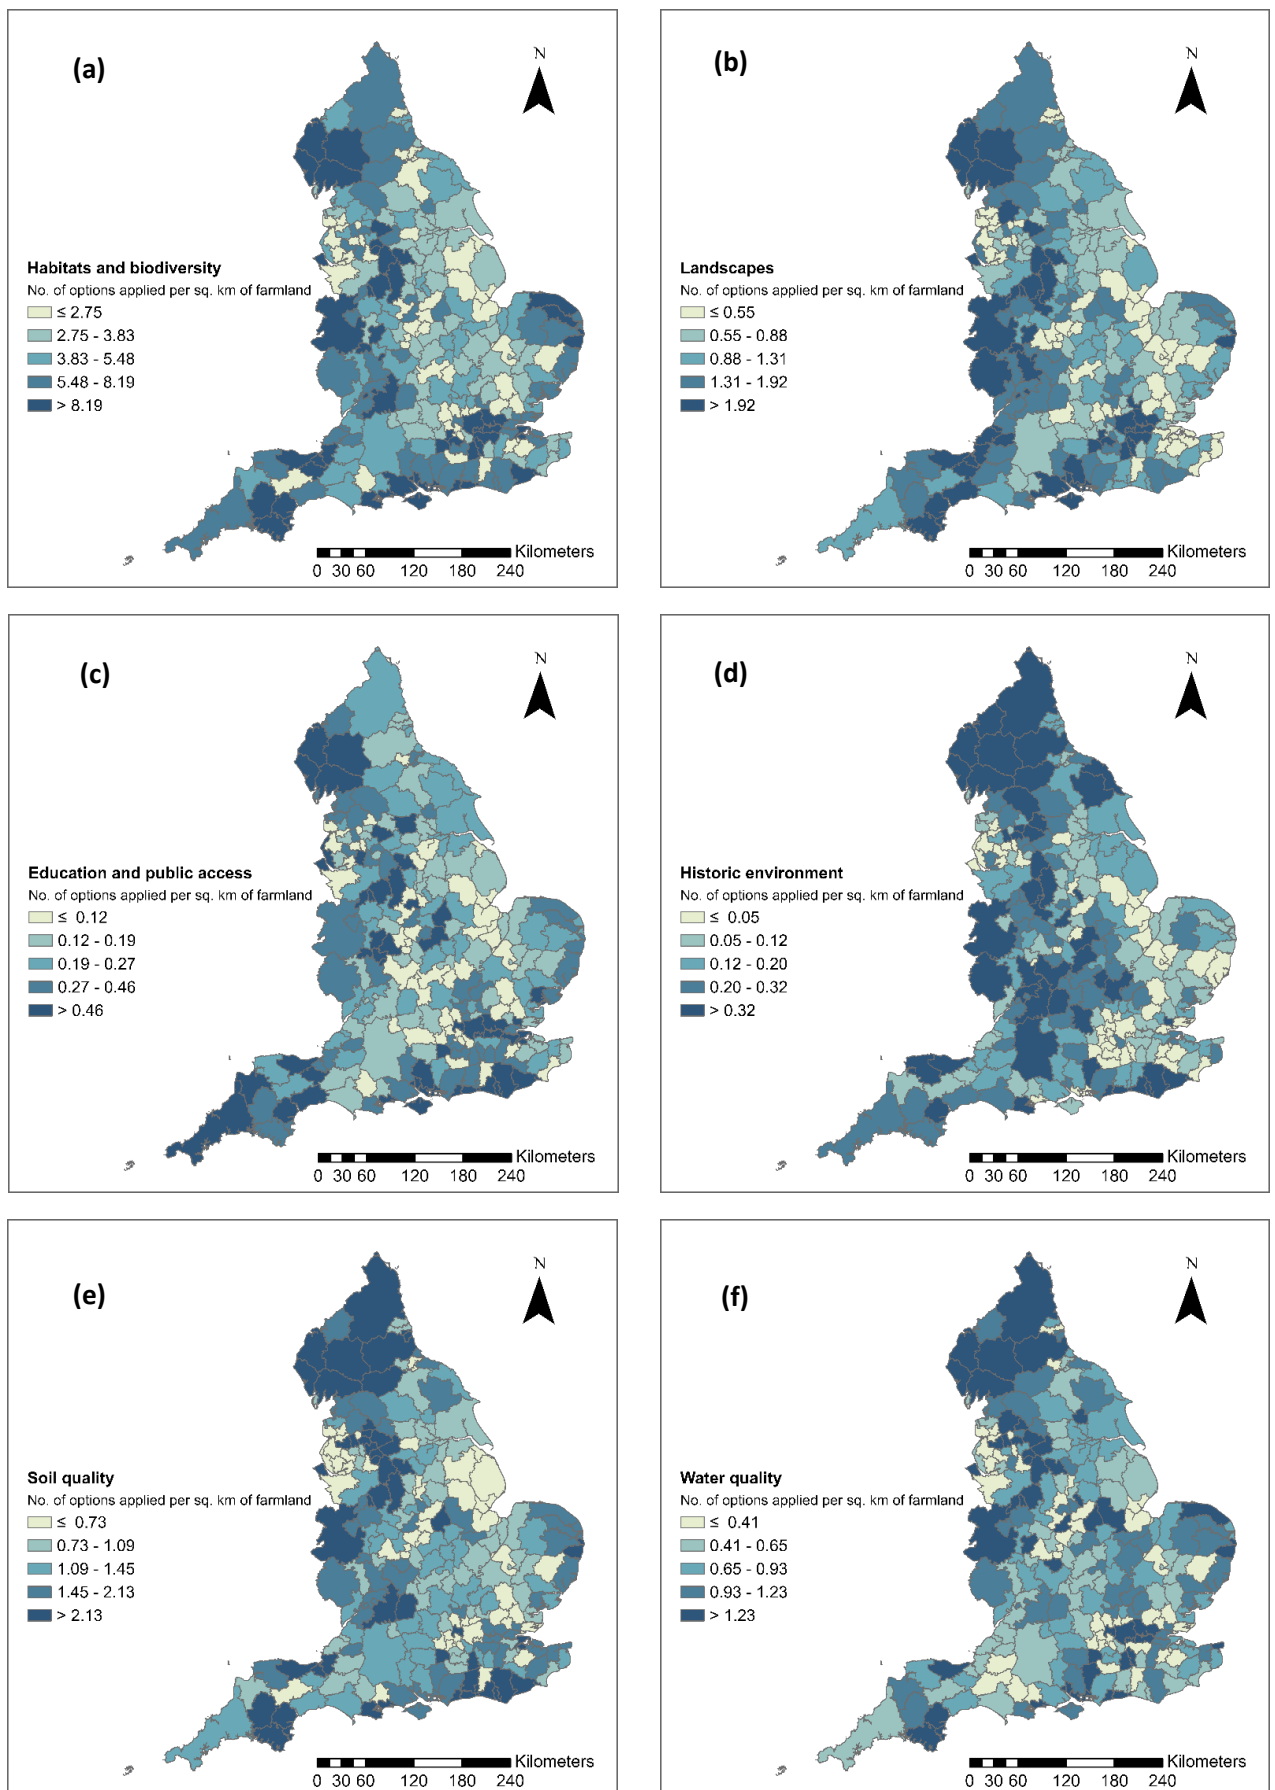 (a)
N
Habitats and biodiversity
No. of options applied per sq. km of farmland
≤ 2.75
2.75 - 3.83
3.83 - 5.48
5.48 - 8.19
> 8.19
Kilometers
0 30 60 120 180 240
(b)
N
Landscapes
No. of options applied per sq. km of farmland
≤ 0.55
0.55 - 0.88
0.88 - 1.31
1.31 - 1.92
> 1.92
Kilometers
0 30 60 120 180 240
(c)
N
Education and public access
No. of options applied per sq. km of farmland
≤ 0.12
0.12 - 0.19
0.19 - 0.27
0.27 - 0.46
> 0.46
Kilometers
0 30 60 120 180 240
(d)
N
Historic environment
No. of options applied per sq. km of farmland
≤ 0.05
0.05 - 0.12
0.12 - 0.20
0.20 - 0.32
> 0.32
Kilometers
0 30 60 120 180 240
(e)
N
Soil quality
No. of options applied per sq. km of farmland
≤ 0.73
0.73 - 1.09
1.09 - 1.45
1.45 - 2.13
> 2.13
Kilometers
0 30 60 120 180 240
(f)
N
Water quality
No. of options applied per sq. km of farmland
≤ 0.41
0.41 - 0.65
0.65 - 0.93
0.93 - 1.23
> 1.23
Kilometers
0 30 60 120 180 240